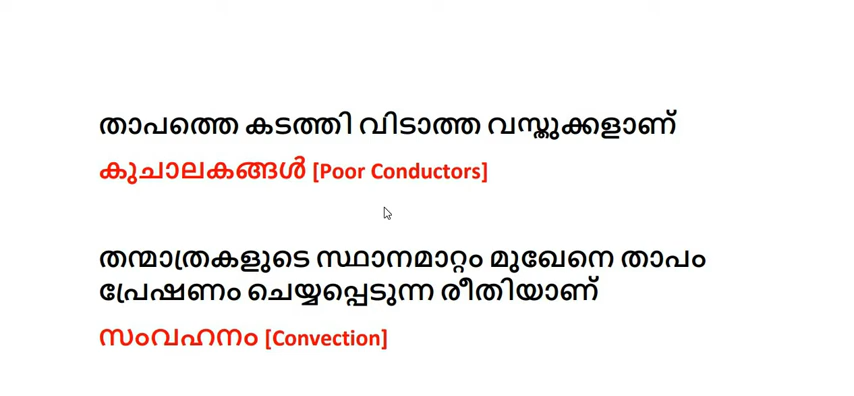 താപത്തെ കടത്തി വിടാത്ത വസ്തുക്കളാണ്
കുചാലകങ്ങൾ [Poor Conductors]
തന്മാത്രകളുടെ സ്ഥാനമാറ്റം മുഖേനെ താപം
പ്രേഷണം ചെയ്യപ്പെടുന്ന രീതിയാണ്
സംവഹനം [Convection]